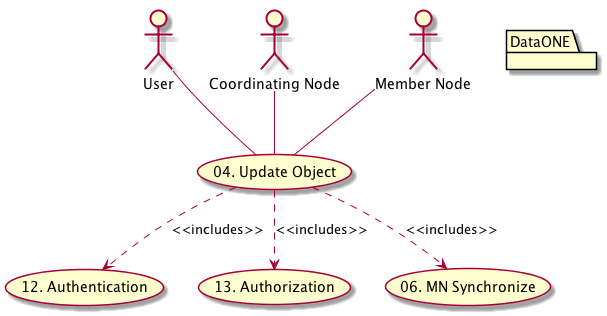 DataONE
User
Coordinating Node
Member Node
04. Update Object
<<includes>>
<<includes>>
<<includes>>
12. Authentication
13. Authorization
06. MN Synchronize